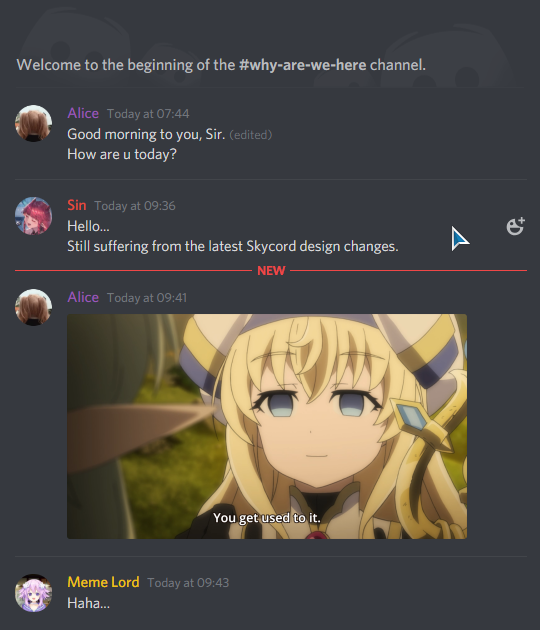 Welcome to the beginning of the #why-are-we-here channel.
Alice Today at 07:44
Good morning to you, Sir. (edited)
How are u today?
Sin Today at 09:36
Hello...
Still suffering from the latest Skycord design changes.
NEW
Alice Today at 09:41
You get used to it.
Meme Lord Today at 09:43
Haha...